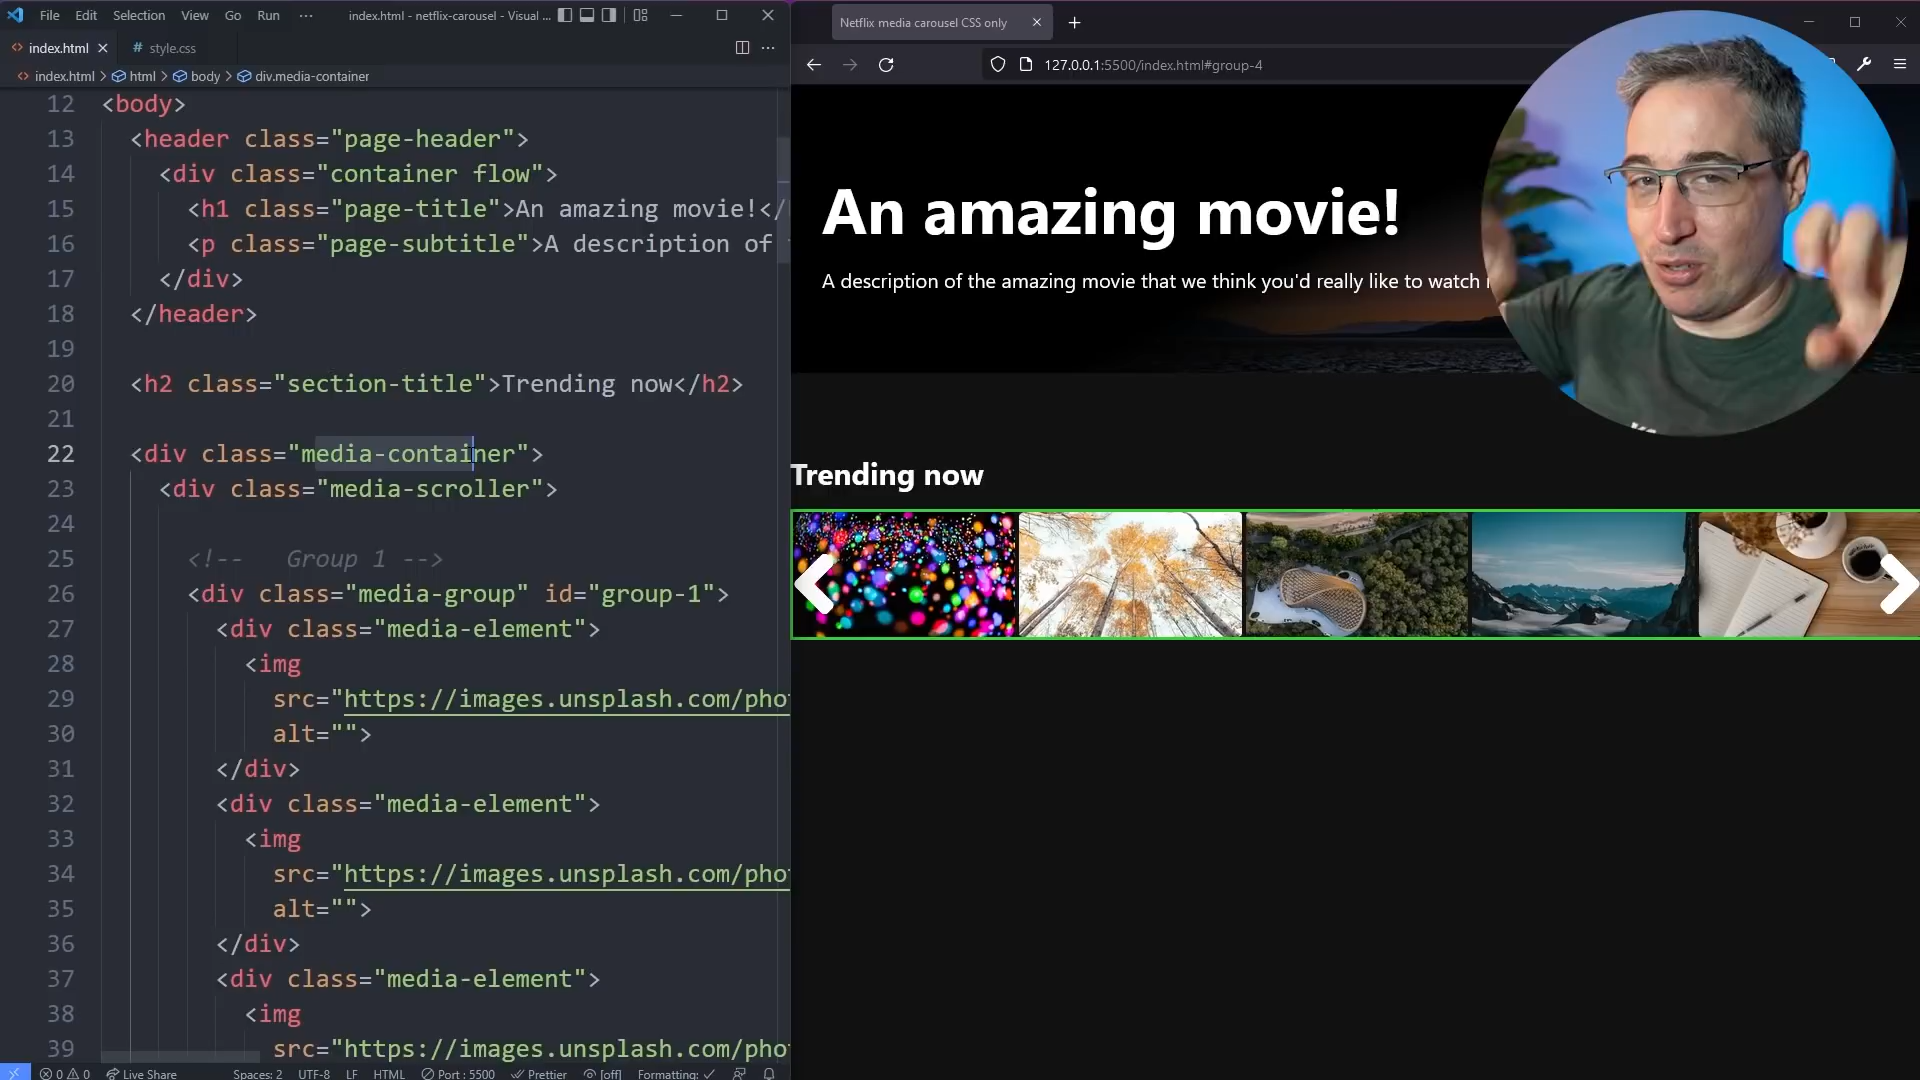 File Edit Selection View Go Run ··· index.html - netflix-carousel - Visual ...
index.html style.css
index.html > html > body > div.media-container
12 <body>
13 <header class="page-header">
14 <div class="container flow">
15 <h1 class="page-title">An amazing movie!</
16 <p class="page-subtitle">A description of
17 </div>
18 </header>
19
20 <h2 class="section-title">Trending now</h2>
21
22 <div class="media-container">
23 <div class="media-scroller">
24
25 <!-- Group 1 -->
26 <div class="media-group" id="group-1">
27 <div class="media-element">
28 <img
29 src="https://images.unsplash.com/pho
30 alt="">
31 </div>
32 <div class="media-element">
33 <img
34 src="https://images.unsplash.com/pho
35 alt="">
36 </div>
37 <div class="media-element">
38 <img
39 src="https://images.unsplash.com/pho
0 0 Live Share Spaces: 2 UTF-8 LF HTML Port : 5500 Prettier [off] Formatting: ✓
Netflix media carousel CSS only
127.0.0.1:5500/index.html#group-4
An amazing movie!
A description of the amazing movie that we think you'd really like to watch
Trending now